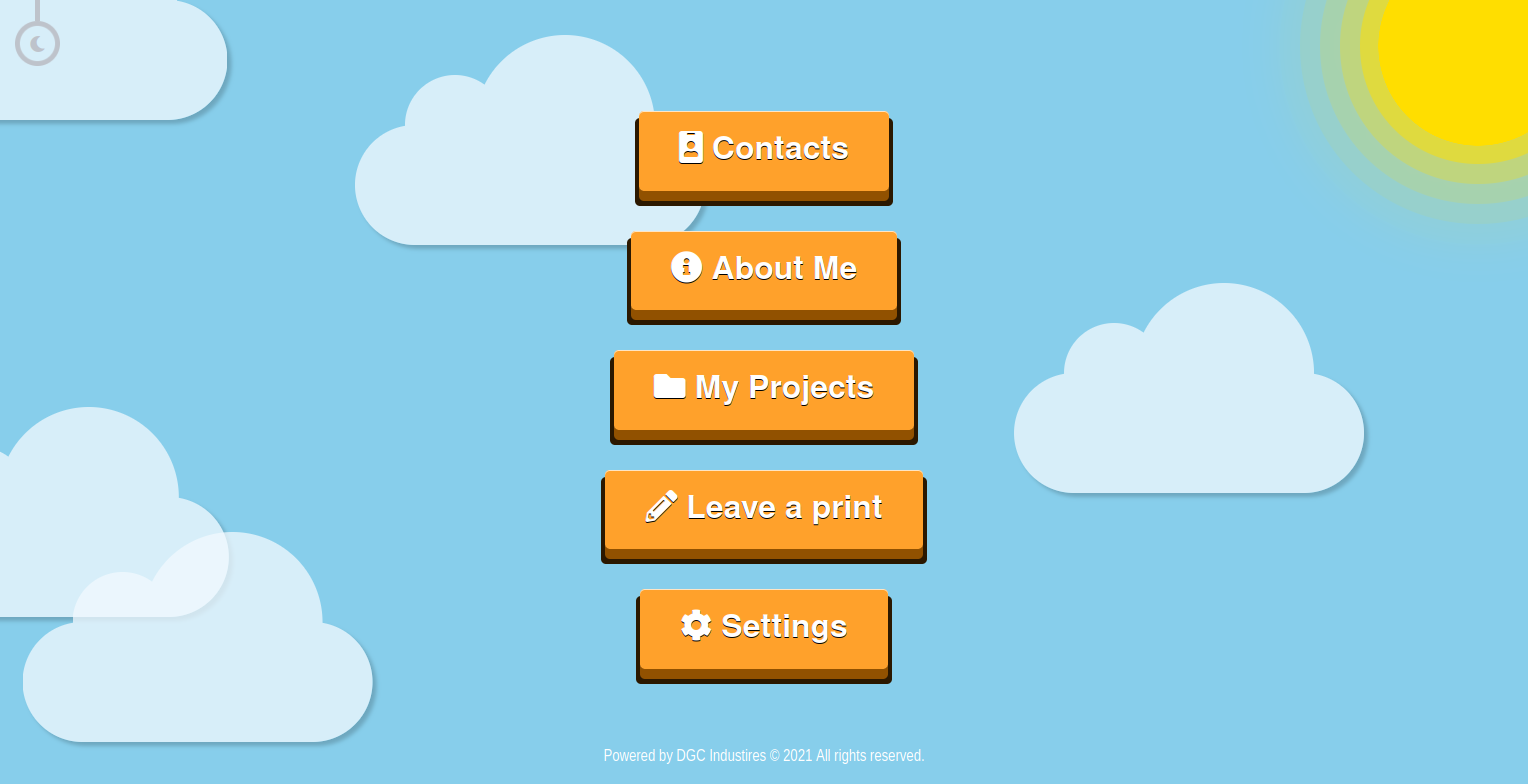 Contacts
About Me
My Projects
Leave a print
Settings
Powered by DGC Industires © 2021 All rights reserved.